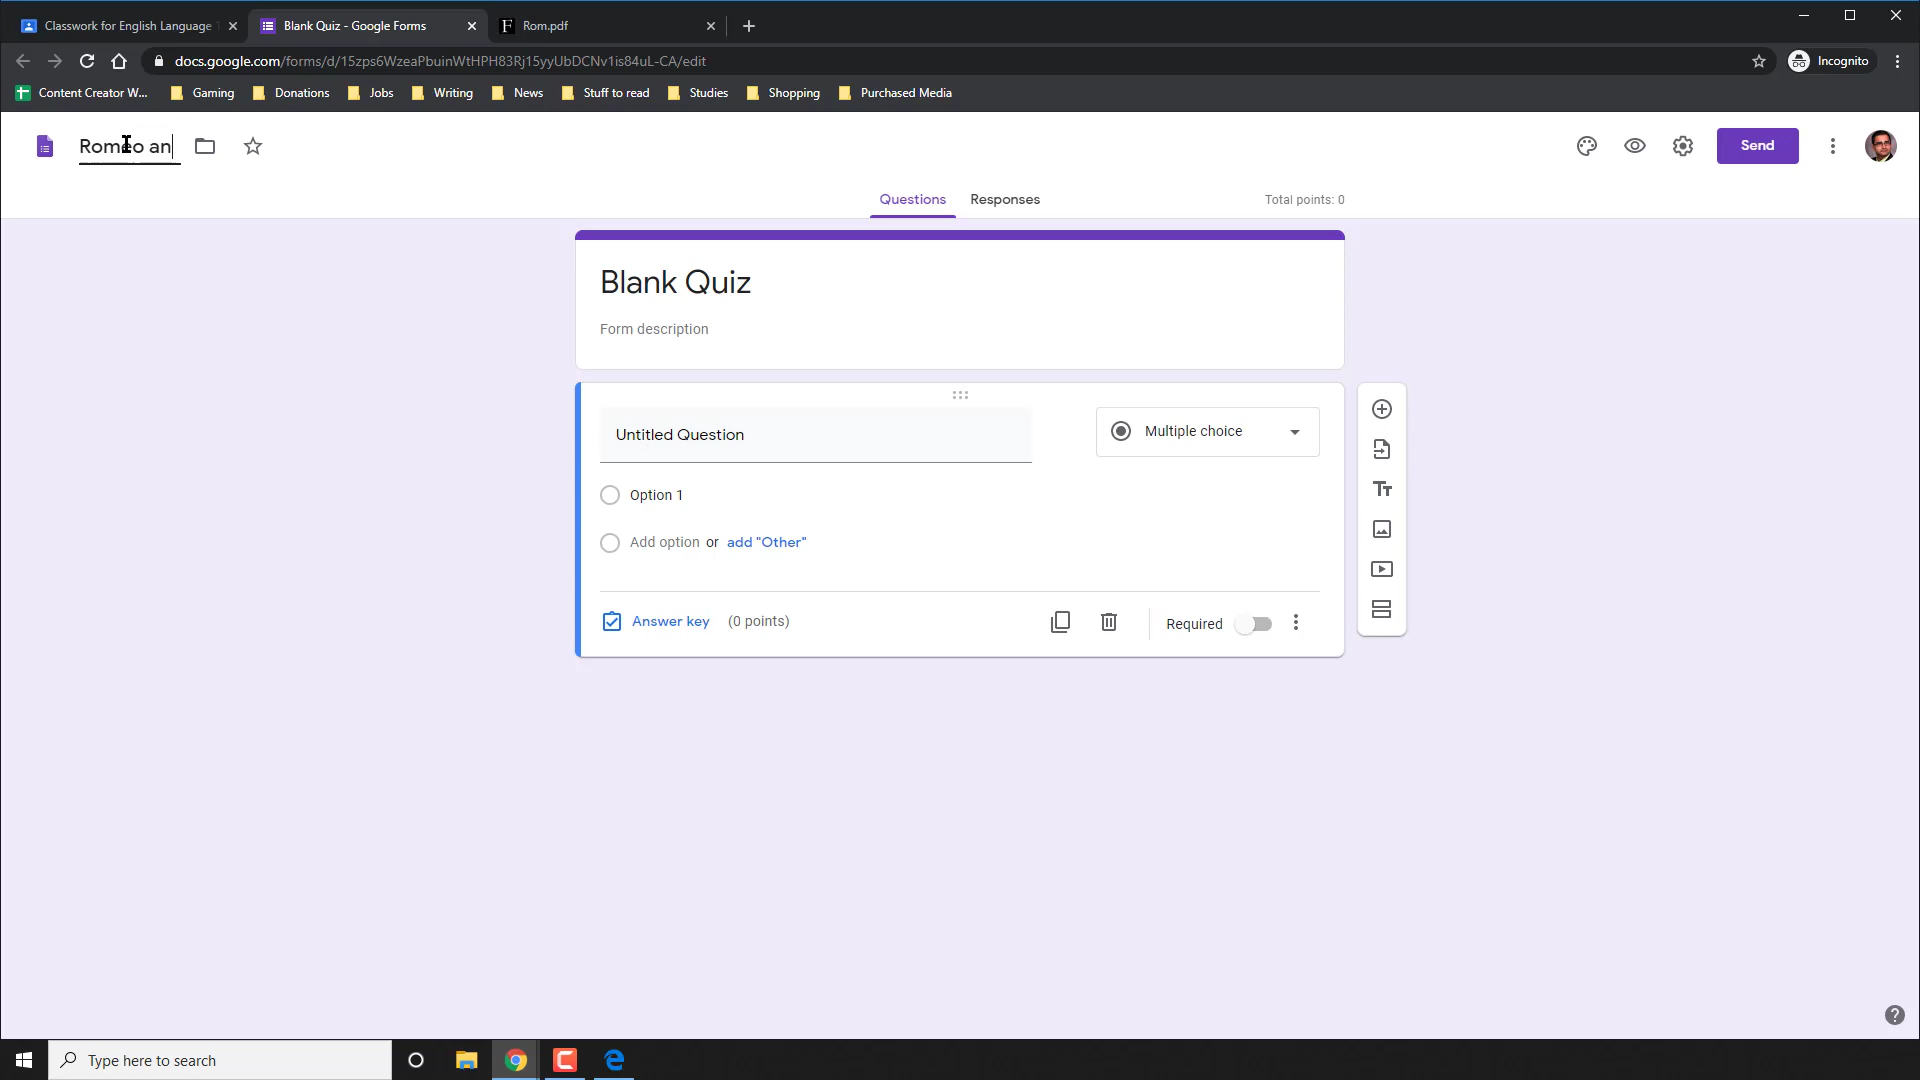 Classwork for English Language
Blank Quiz - Google Forms
Rom.pdf
docs.google.com/forms/d/15zps6WzeaPbuinWtHPH83Rj15yyUbDCNv1is84uL-CA/edit
Incognito
Content Creator W...
Gaming
Donations
Jobs
Writing
News
Stuff to read
Studies
Shopping
Purchased Media
Romeo an
Send
Questions
Responses
Total points: 0
Blank Quiz
Form description
Untitled Question
Multiple choice
Option 1
Add option or add "Other"
Answer key (0 points)
Required
Type here to search